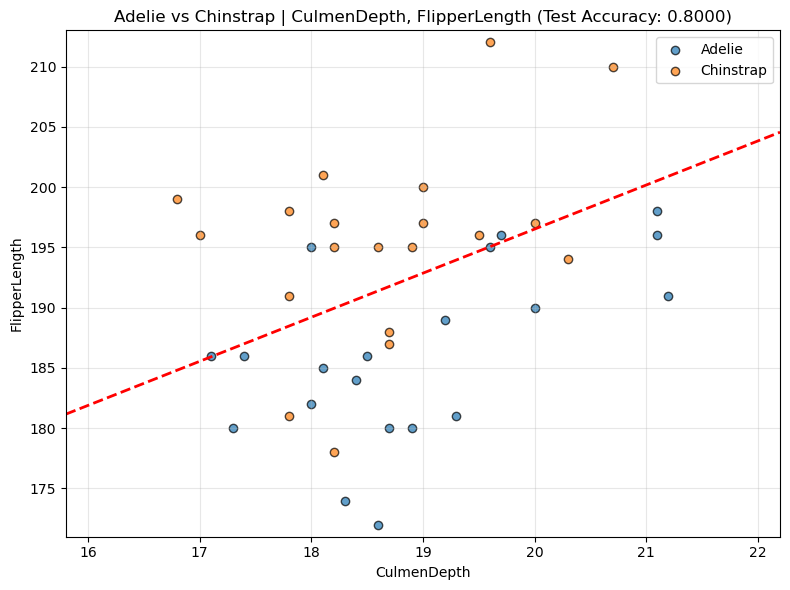 Adelie vs Chinstrap | CulmenDepth, FlipperLength (Test Accuracy: 0.8000)
Adelie
Chinstrap
FlipperLength
210
205
200
195
190
185
180
175
16 17 18 19 20 21 22
CulmenDepth